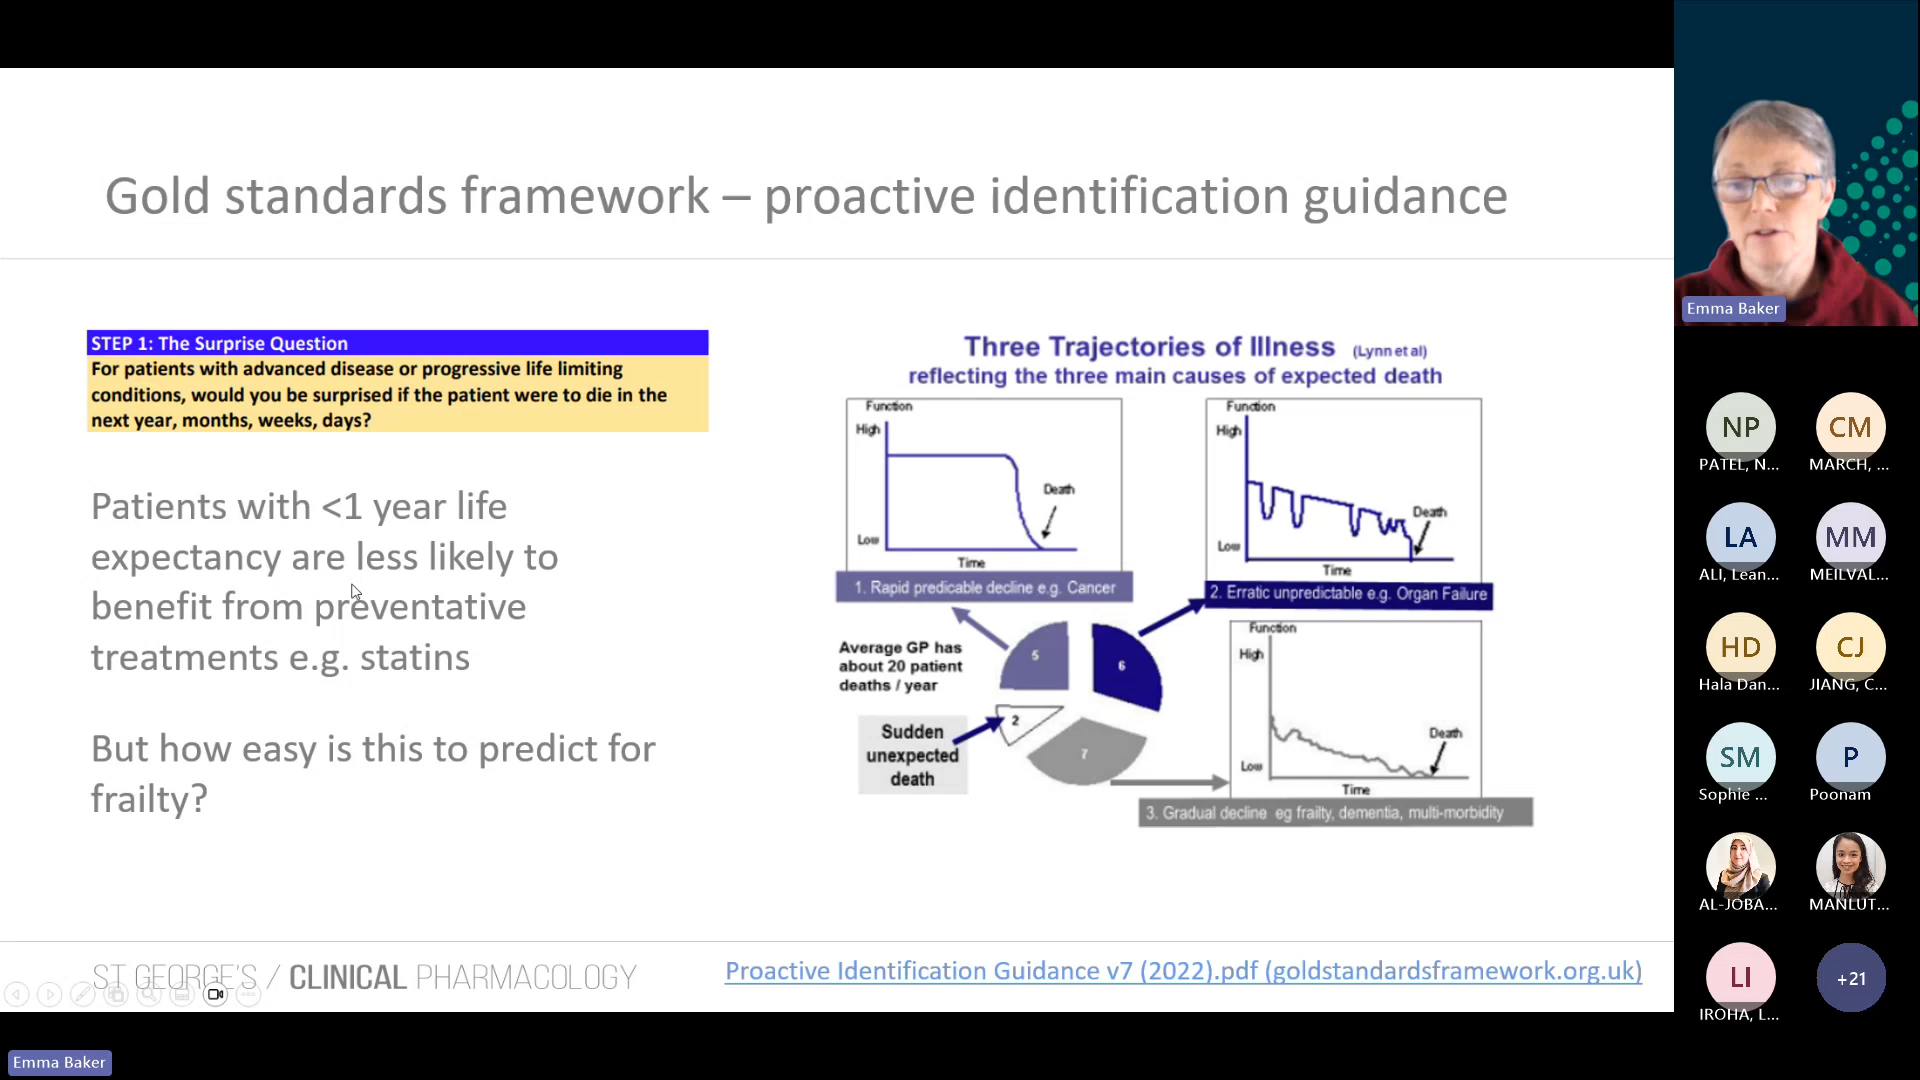 Gold standards framework – proactive identification guidance
STEP 1: The Surprise Question
For patients with advanced disease or progressive life limiting
conditions, would you be surprised if the patient were to die in the
next year, months, weeks, days?
Patients with <1 year life
expectancy are less likely to
benefit from preventative
treatments e.g. statins
But how easy is this to predict for
frailty?
Three Trajectories of Illness (Lynn et al)
reflecting the three main causes of expected death
Function
High
Death
Low
Time
1. Rapid predicable decline e.g. Cancer
Function
High
Death
Low
Time
2. Erratic unpredictable e.g. Organ Failure
Average GP has
about 20 patient
deaths / year
5
6
2
7
Sudden
unexpected
death
Function
High
Death
Low
Time
3. Gradual decline eg frailty, dementia, multi-morbidity
ST GEORGE'S / CLINICAL PHARMACOLOGY
Proactive Identification Guidance v7 (2022).pdf (goldstandardsframework.org.uk)
Emma Baker
Emma Baker
NP
PATEL, N...
CM
MARCH, ...
LA
ALI, Lean...
MM
MEILVAL...
HD
Hala Dan...
CJ
JIANG, C...
SM
Sophie ...
P
Poonam
AL-JOBA...
MANLUT...
LI
IROHA, L...
+21